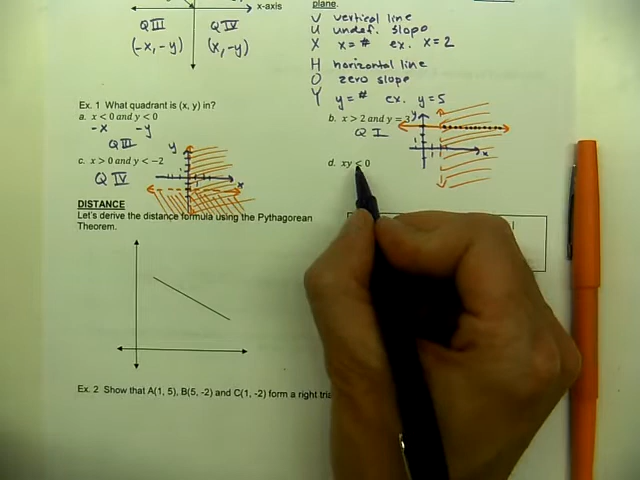 x-axis
Q III
Q IV
(-x, -y)
(x, -y)
plane.
V vertical line
U undef. slope
X x = # ex. x = 2
H horizontal line
O zero slope
Y y = # ex. y = 5
Ex. 1 What quadrant is (x, y) in?
a. x < 0 and y < 0
-x -y
Q III
b. x > 2 and y = 3
Q I
y
x
c. x > 0 and y < -2
Q IV
y
x
d. xy < 0
DISTANCE
Let's derive the distance formula using the Pythagorean
Theorem.
Ex. 2 Show that A(1, 5), B(5, -2) and C(1, -2) form a right